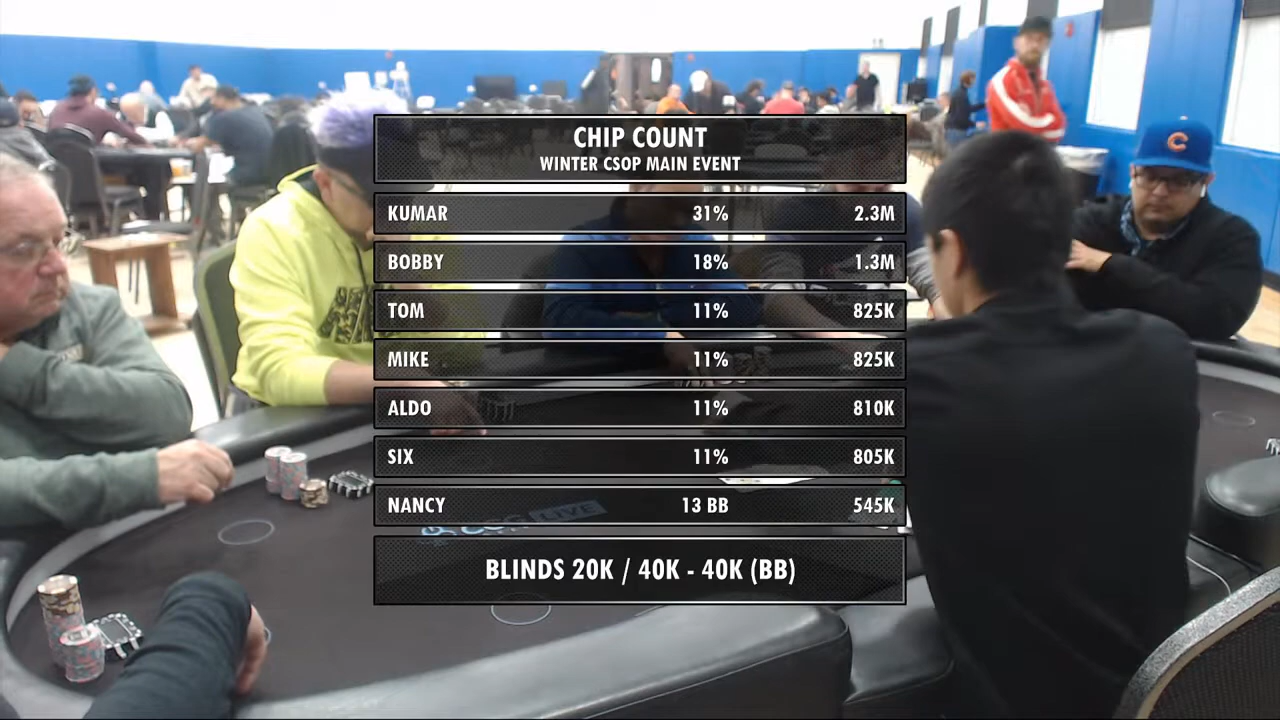 CHIP COUNT
WINTER CSOP MAIN EVENT
KUMAR 31% 2.3M
BOBBY 18% 1.3M
TOM 11% 825K
MIKE 11% 825K
ALDO 11% 810K
SIX 11% 805K
NANCY 13 BB 545K
LIVE
BLINDS 20K / 40K - 40K (BB)
C